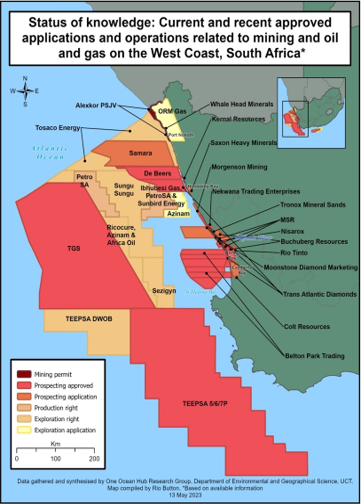 Status of knowledge: Current and recent approved
applications and operations related to mining and oil
and gas on the West Coast, South Africa*
N
W
E
S
Alexkor PSJV
ORM Gas
Whale Head Minerals
Kernal Resources
Tosaco Energy
Port Nolloth
Saxon Heavy Minerals
Atlantic
Ocean
Samara
Morgenson Mining
De Beers
Petro
SA
Sungu
Sungu
Ibhubesi Gas,
PetroSA &
Sunbird Energy
Nekwana Trading Enterprises
Azinam
Tronox Mineral Sands
MSR
Nisarox
Ricocure,
Azinam &
Africa Oil
Buchuberg Resources
TGS
Rio Tinto
Moonstone Diamond Marketing
Trans Atlantic Diamonds
Sezigyn
TEEPSA DWOB
Colt Resources
Belton Park Trading
TEEPSA 5/6/7P
Mining permit
Prospecting approved
Prospecting application
Production right
Exploration right
Exploration application
Km
0 100 200
Data gathered and synthesised by One Ocean Hub Research Group, Department of Environmental and Geographical Science, UCT.
Map compiled by Rio Button. *Based on available information
13 May 2023